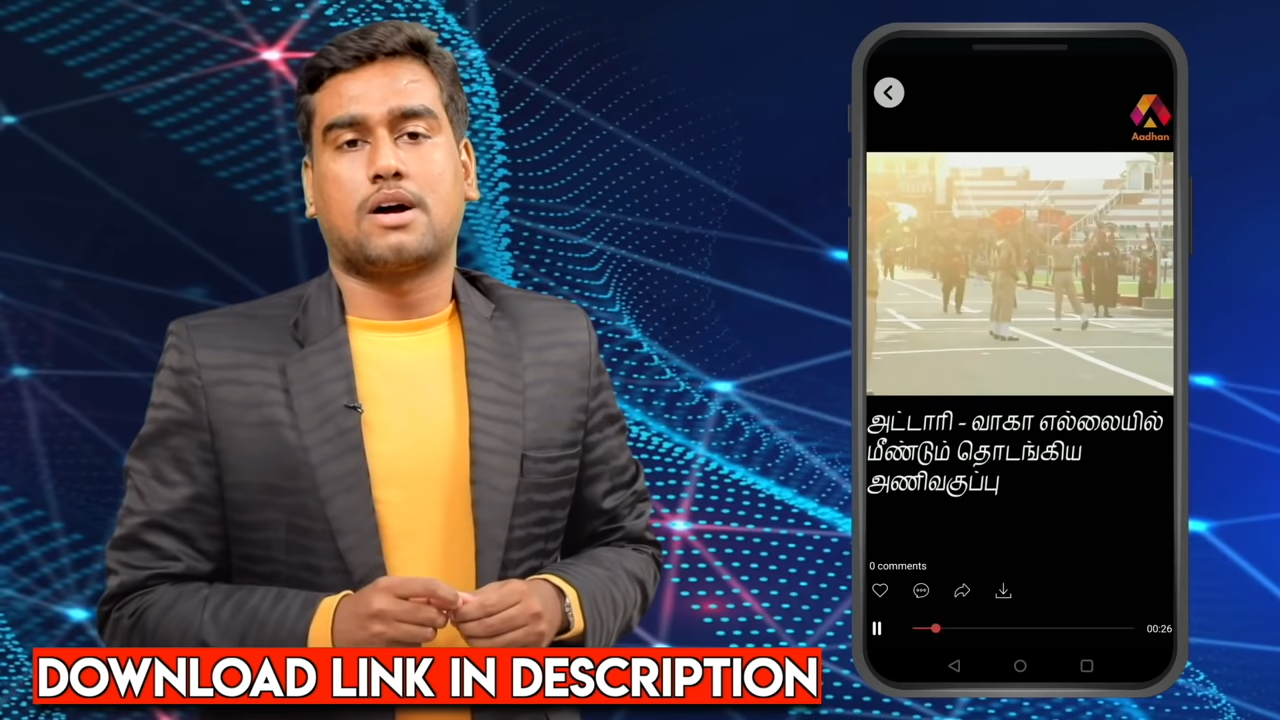 Aadhan
அட்டாரி - வாகா எல்லையில்
மீண்டும் தொடங்கிய
அணிவகுப்பு
0 comments
00:26
DOWNLOAD LINK IN DESCRIPTION